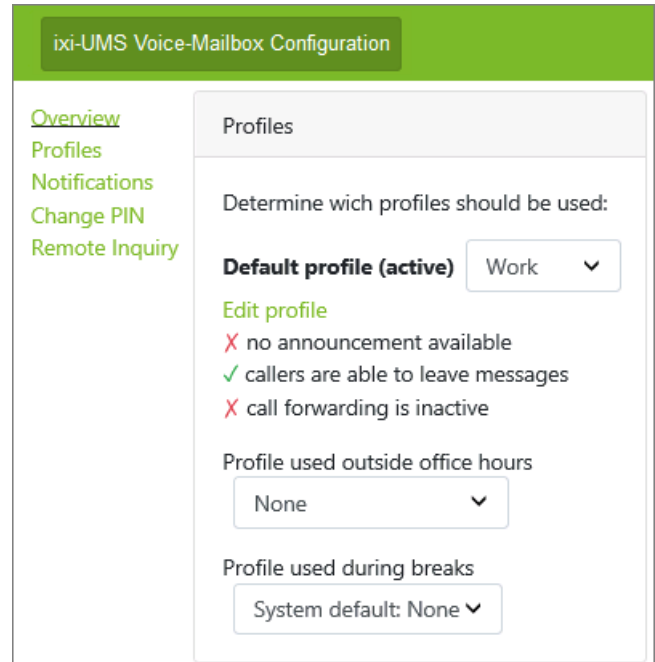 ixi-UMS Voice-Mailbox Configuration
Overview
Profiles
Notifications
Change PIN
Remote Inquiry
Profiles
Determine wich profiles should be used:
Default profile (active) Work
Edit profile
✗ no announcement available
✓ callers are able to leave messages
✗ call forwarding is inactive
Profile used outside office hours
None
Profile used during breaks
System default: None